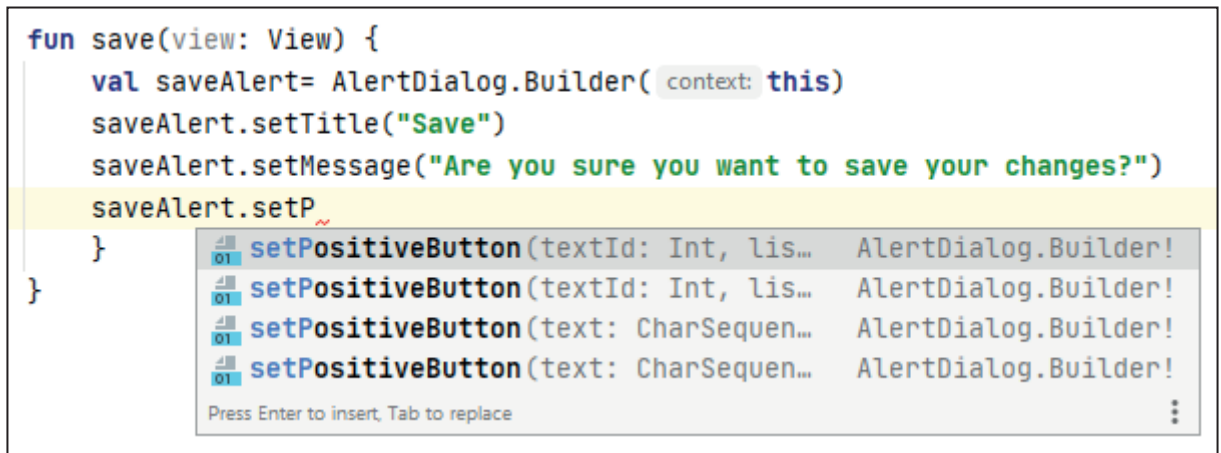 fun save(view: View) {
val saveAlert= AlertDialog.Builder( context: this)
saveAlert.setTitle("Save")
saveAlert.setMessage("Are you sure you want to save your changes?")
saveAlert.setP
}
setPositiveButton(textId: Int, lis… AlertDialog.Builder!
}
setPositiveButton(textId: Int, lis… AlertDialog.Builder!
setPositiveButton(text: CharSequen… AlertDialog.Builder!
setPositiveButton(text: CharSequen… AlertDialog.Builder!
Press Enter to insert, Tab to replace